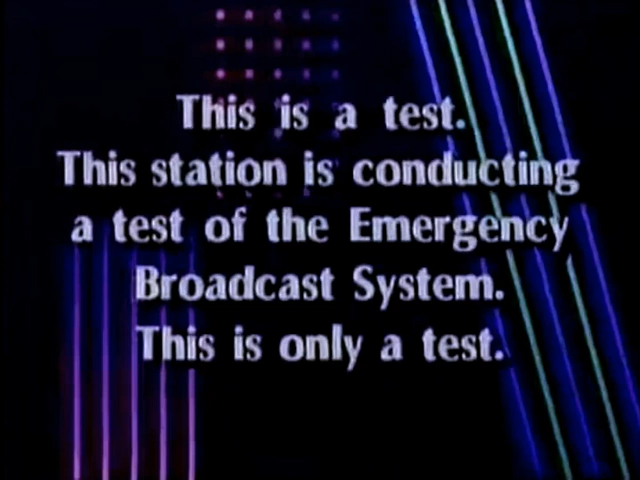 This is a test.
This station is conducting
a test of the Emergency
Broadcast System.
This is only a test.